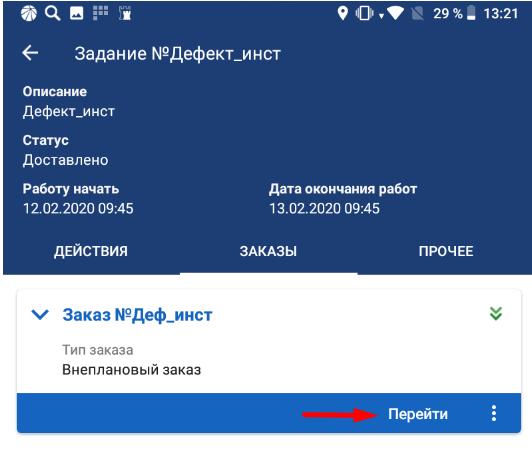 29 % 13:21
Задание №Дефект_инст
Описание
Дефект_инст
Статус
Доставлено
Работу начать
Дата окончания работ
12.02.2020 09:45
13.02.2020 09:45
ДЕЙСТВИЯ
ЗАКАЗЫ
ПРОЧЕЕ
Заказ №Деф_инст
Тип заказа
Внеплановый заказ
Перейти